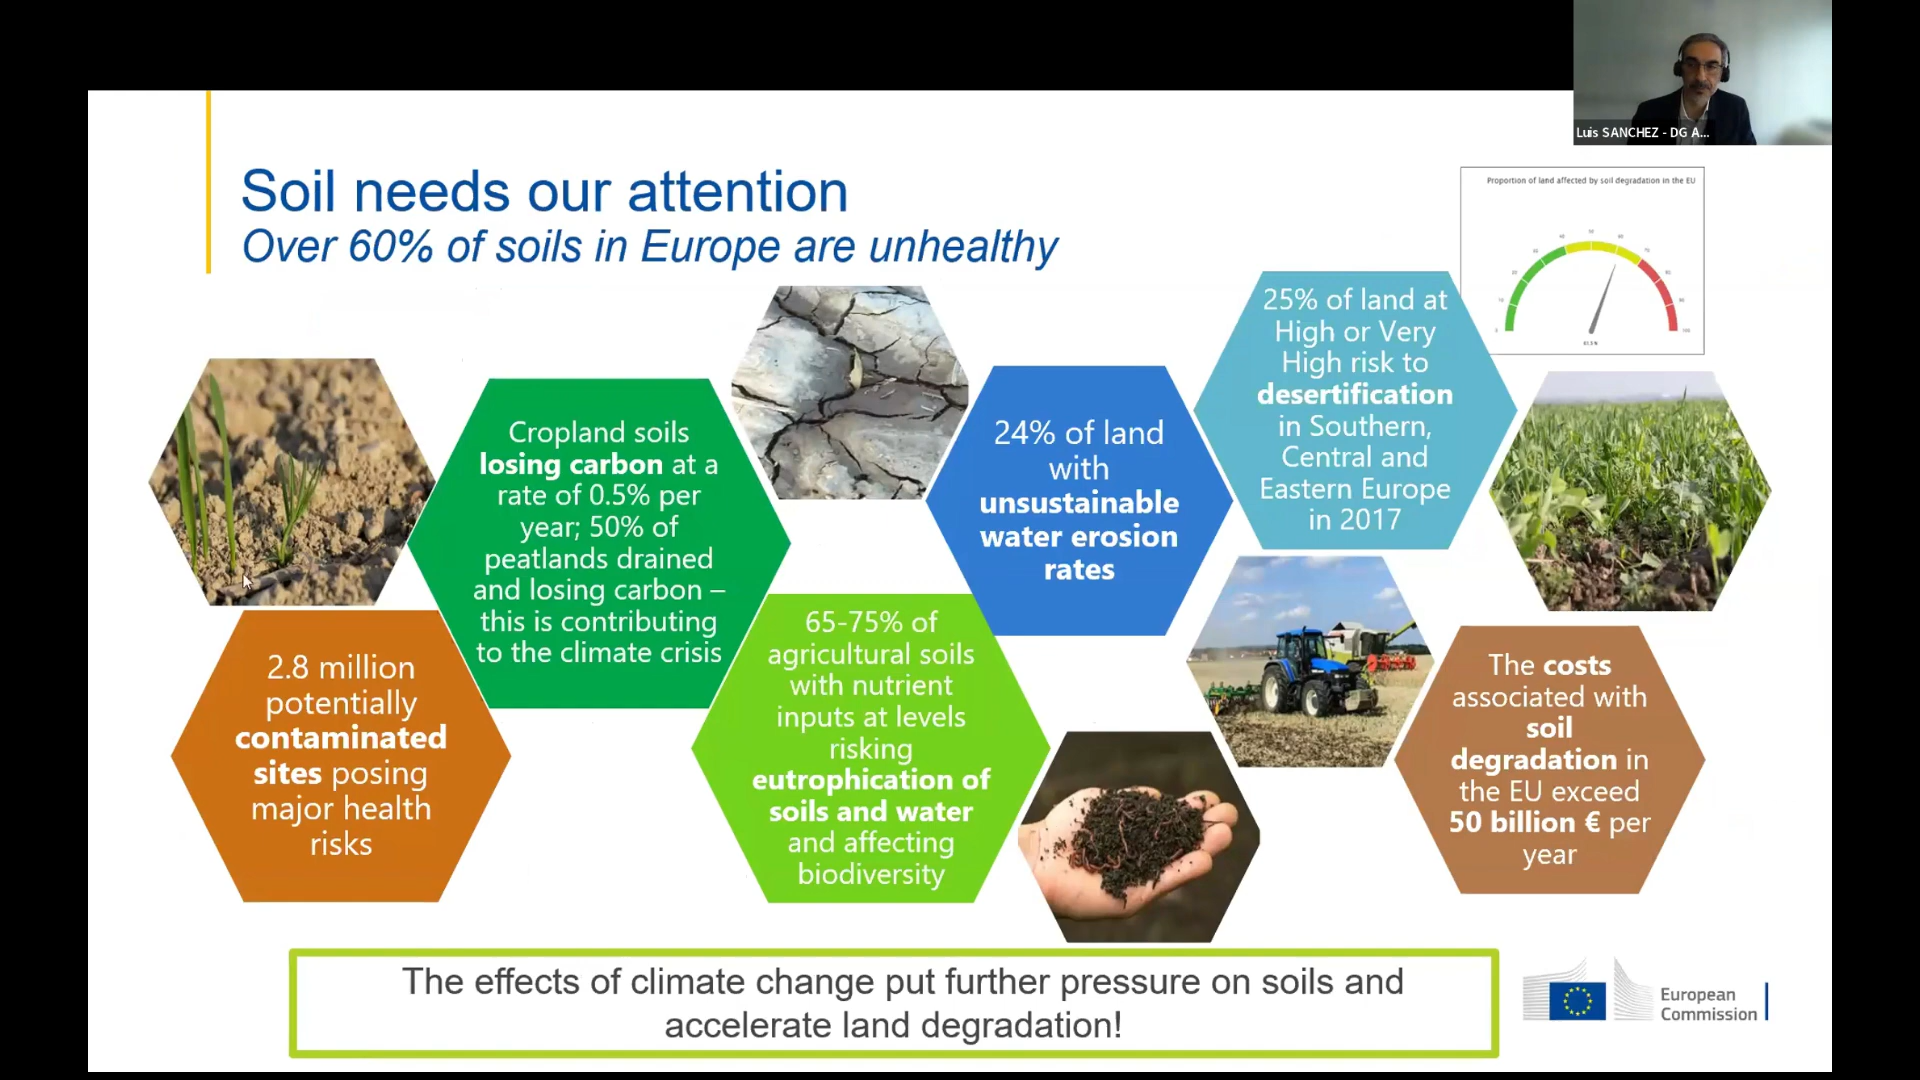 Luis SANCHEZ - DG A...
Soil needs our attention
Over 60% of soils in Europe are unhealthy
Proportion of land affected by soil degradation in the EU
25% of land at
High or Very
High risk to
desertification
in Southern,
Central and
Eastern Europe
in 2017
24% of land
with
unsustainable
water erosion
rates
Cropland soils
losing carbon at a
rate of 0.5% per
year; 50% of
peatlands drained
and losing carbon –
this is contributing
to the climate crisis
2.8 million
potentially
contaminated
sites posing
major health
risks
65-75% of
agricultural soils
with nutrient
inputs at levels
risking
eutrophication of
soils and water
and affecting
biodiversity
The costs
associated with
soil
degradation in
the EU exceed
50 billion € per
year
The effects of climate change put further pressure on soils and
accelerate land degradation!
European
Commission